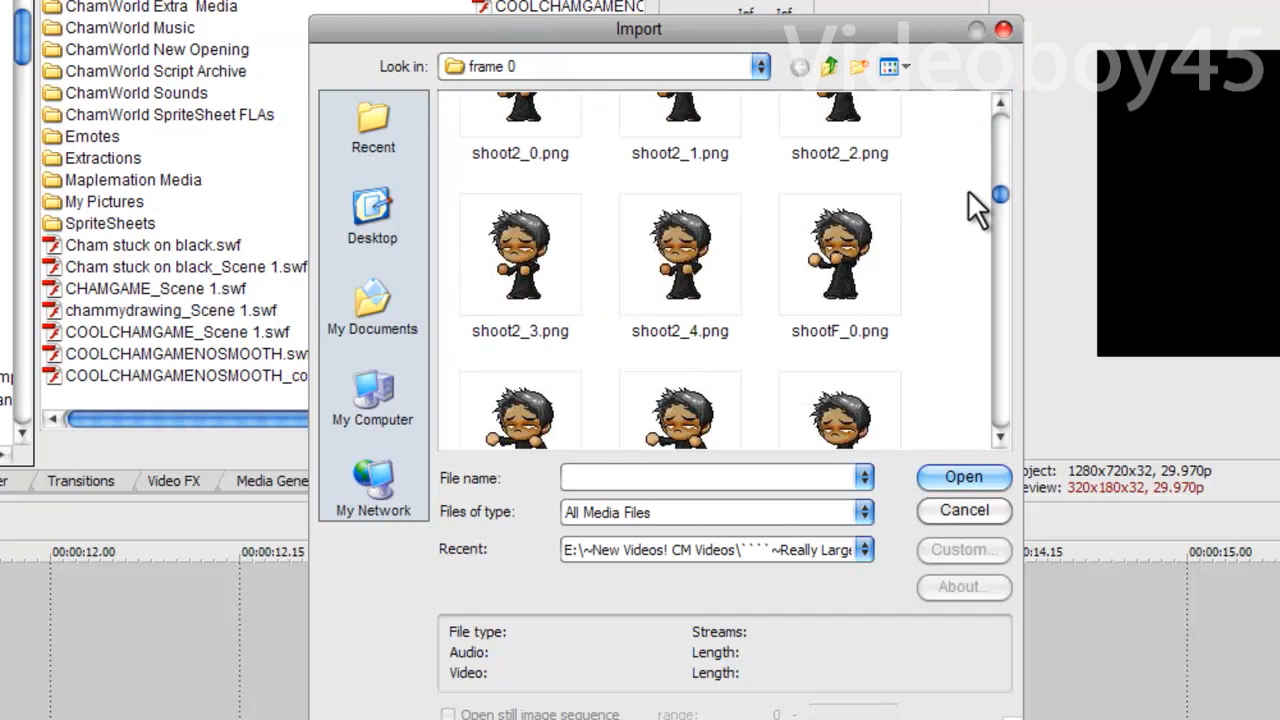 ChamWorld Extra Media
ChamWorld Music
ChamWorld New Opening
ChamWorld Script Archive
ChamWorld Sounds
ChamWorld SpriteSheet FLAs
Emotes
Extractions
Maplemation Media
My Pictures
SpriteSheets
Cham stuck on black.swf
Cham stuck on black_Scene 1.swf
CHAMGAME_Scene 1.swf
chammydrawing_Scene 1.swf
COOLCHAMGAME_Scene 1.swf
COOLCHAMGAMENOSMOOTH.sw
COOLCHAMGAMENOSMOOTH_co
COOLCHAMGAMENC
Import
Videoboy45
Look in: frame 0
Recent
Desktop
My Documents
My Computer
My Network
shoot2_0.png shoot2_1.png shoot2_2.png
shoot2_3.png shoot2_4.png shootF_0.png
File name: Open
Files of type: All Media Files Cancel
Recent: E:\~New Videos! CM Videos\````~Really Large Custom...
About...
File type: Streams:
Audio: Length:
Video: Length:
Open still image sequence range: 0 -
Transitions Video FX Media Gene
oject: 1280x720x32, 29.970p
eview: 320x180x32, 29.970p
00:00:12.00 00:00:12.15 0:14.15 00:00:15.00